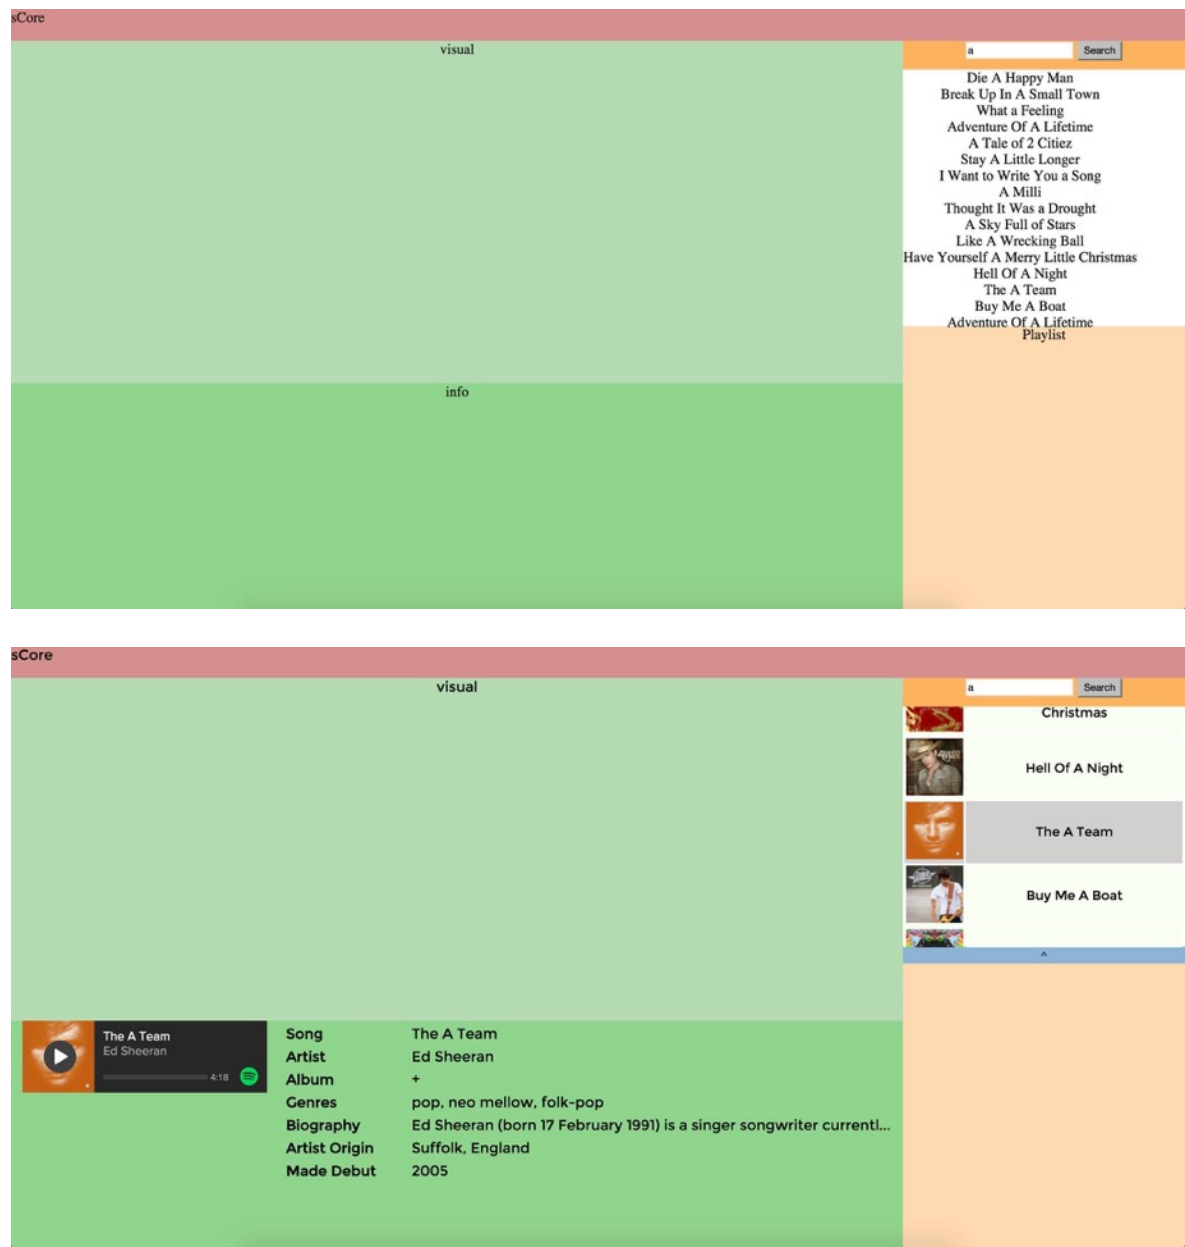 sCore
visual
a
Search
Die A Happy Man
Break Up In A Small Town
What a Feeling
Adventure Of A Lifetime
A Tale of 2 Citiez
Stay A Little Longer
I Want to Write You a Song
A Milli
Thought It Was a Drought
A Sky Full of Stars
Like A Wrecking Ball
Have Yourself A Merry Little Christmas
Hell Of A Night
The A Team
Buy Me A Boat
Adventure Of A Lifetime
Playlist
info
sCore
visual
a
Search
Christmas
Hell Of A Night
The A Team
Buy Me A Boat
^
The A Team
Ed Sheeran
4:18
Song The A Team
Artist Ed Sheeran
Album +
Genres pop, neo mellow, folk-pop
Biography Ed Sheeran (born 17 February 1991) is a singer songwriter currentl...
Artist Origin Suffolk, England
Made Debut 2005